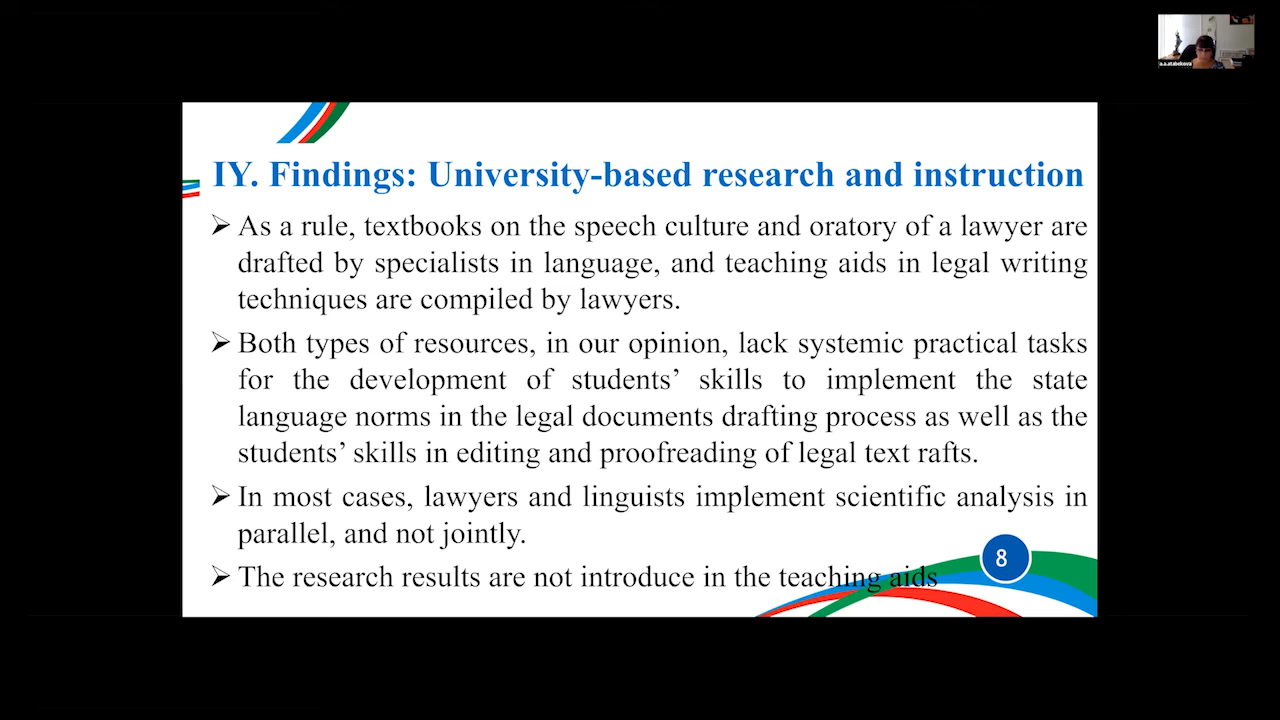 a.a.atabekova
IY. Findings: University-based research and instruction
➢ As a rule, textbooks on the speech culture and oratory of a lawyer are
drafted by specialists in language, and teaching aids in legal writing
techniques are compiled by lawyers.
➢ Both types of resources, in our opinion, lack systemic practical tasks
for the development of students’ skills to implement the state
language norms in the legal documents drafting process as well as the
students’ skills in editing and proofreading of legal text rafts.
➢ In most cases, lawyers and linguists implement scientific analysis in
parallel, and not jointly.
➢ The research results are not introduce in the teaching aids
8